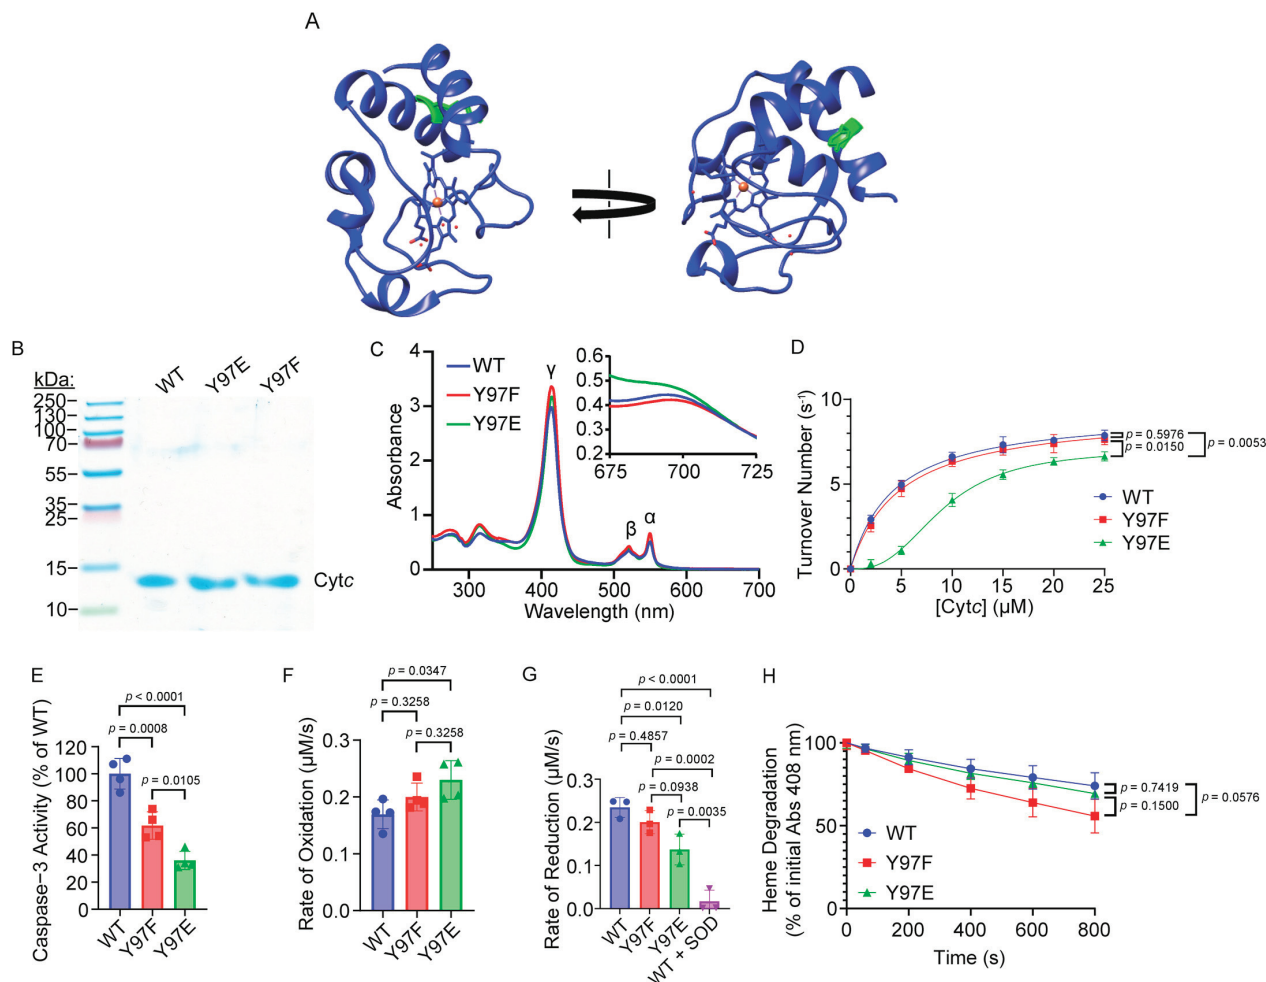 A
B
kDa:
WT
Y97E
Y97F
250
130
100
70
55
35
25
15
10
Cytc
C
WT
Y97F
Y97E
γ
β
α
Absorbance
4
3
2
1
0
300
400
500
600
700
Wavelength (nm)
0.6
0.5
0.4
0.3
0.2
675
700
725
D
Turnover Number (s⁻¹)
10
5
0
0
5
10
15
20
25
[Cytc] (µM)
p = 0.5976
p = 0.0150
p = 0.0053
WT
Y97F
Y97E
E
p < 0.0001
p = 0.0008
p = 0.0105
Caspase−3 Activity (% of WT)
120
100
80
60
40
20
0
WT
Y97F
Y97E
F
p = 0.0347
p = 0.3258
p = 0.3258
Rate of Oxidation (µM/s)
0.3
0.2
0.1
0.0
WT
Y97F
Y97E
G
p < 0.0001
p = 0.0120
p = 0.4857
p = 0.0002
p = 0.0938
p = 0.0035
Rate of Reduction (µM/s)
0.3
0.2
0.1
0.0
WT
Y97F
Y97E
WT + SOD
H
Heme Degradation
(% of initial Abs 408 nm)
100
50
0
0
200
400
600
800
Time (s)
WT
Y97F
Y97E
p = 0.7419
p = 0.1500
p = 0.0576